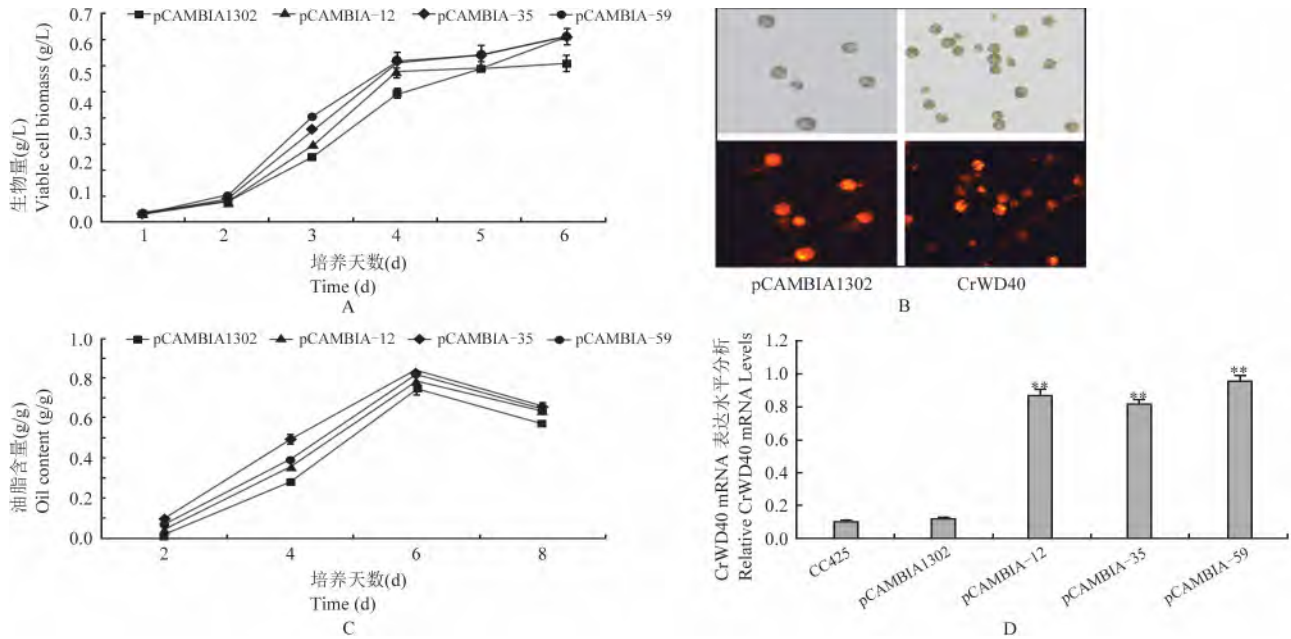 pCAMBIA1302 pCAMBIA-12 pCAMBIA-35 pCAMBIA-59
生物量(g/L)
Viable cell biomass (g/L)
0.6
0.5
0.4
0.3
0.2
0.1
0.0
1 2 3 4 5 6
培养天数(d)
Time (d)
A
pCAMBIA1302 CrWD40
B
pCAMBIA1302 pCAMBIA-12 pCAMBIA-35 pCAMBIA-59
油脂含量(g/g)
Oil content (g/g)
1.0
0.8
0.6
0.4
0.2
0.0
2 4 6 8
培养天数(d)
Time (d)
C
CrWD40 mRNA 表达水平分析
Relative CrWD40 mRNA Levels
1.2
1.0
0.8
0.6
0.4
0.2
0.0
** ** **
CC425 pCAMBIA1302 pCAMBIA-12 pCAMBIA-35 pCAMBIA-59
D